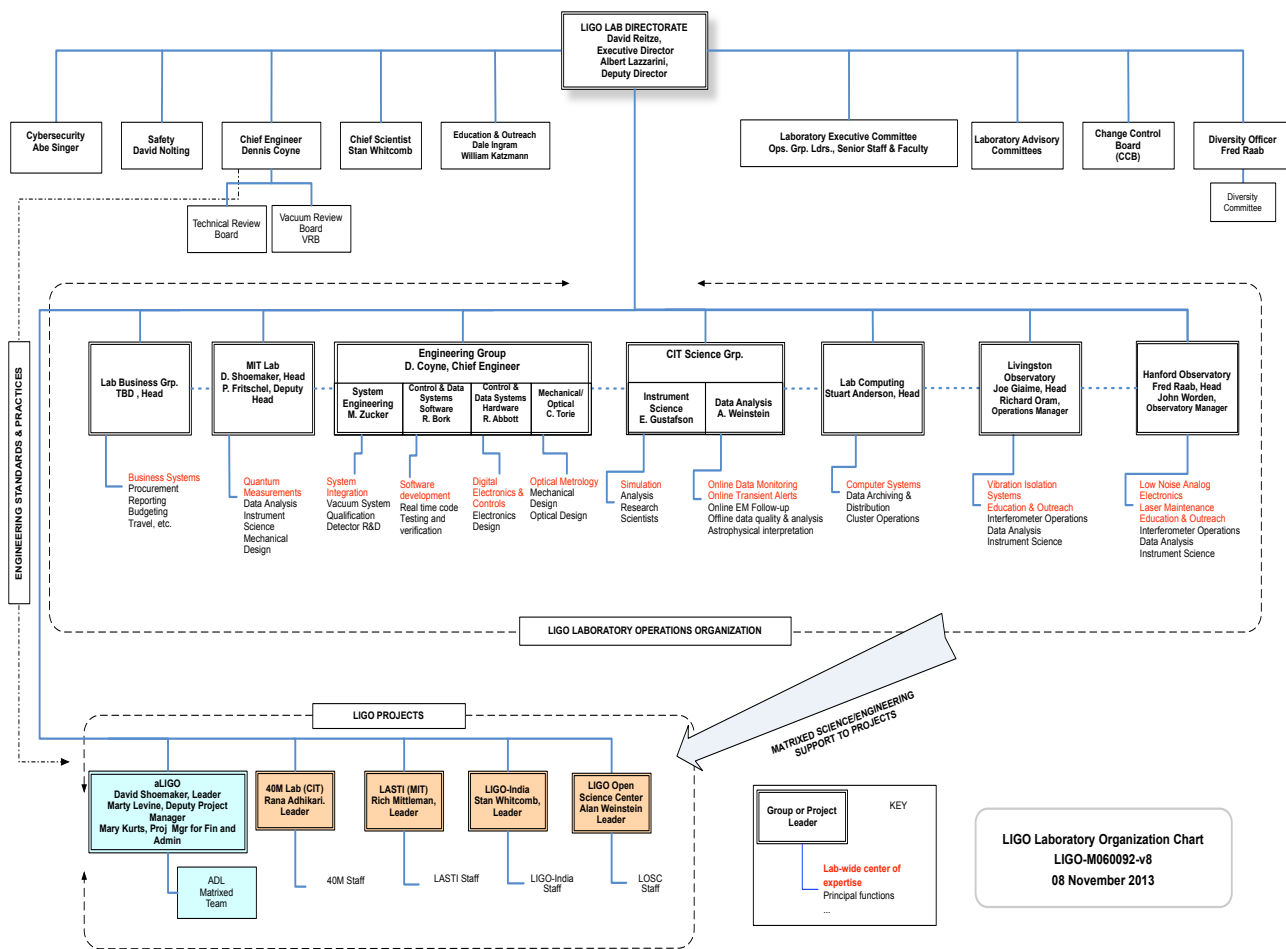 LIGO LAB DIRECTORATE
David Reitze,
Executive Director
Albert Lazzarini,
Deputy Director
Cybersecurity
Abe Singer
Safety
David Nolting
Chief Engineer
Dennis Coyne
Chief Scientist
Stan Whitcomb
Education & Outreach
Dale Ingram
William Katzmann
Laboratory Executive Committee
Ops. Grp. Ldrs., Senior Staff & Faculty
Laboratory Advisory
Committees
Change Control
Board
(CCB)
Diversity Officer
Fred Raab
Technical Review
Board
Vacuum Review
Board
VRB
Diversity
Committee
ENGINEERING STANDARDS & PRACTICES
Lab Business Grp.
TBD , Head
MIT Lab
D. Shoemaker, Head
P. Fritschel, Deputy
Head
Engineering Group
D. Coyne, Chief Engineer
System
Engineering
M. Zucker
Control & Data
Systems
Software
R. Bork
Control &
Data Systems
Hardware
R. Abbott
Mechanical/
Optical
C. Torie
CIT Science Grp.
Instrument
Science
E. Gustafson
Data Analysis
A. Weinstein
Lab Computing
Stuart Anderson, Head
Livingston
Observatory
Joe Giaime, Head
Richard Oram,
Operations Manager
Hanford Observatory
Fred Raab, Head
John Worden,
Observatory Manager
Business Systems
Procurement
Reporting
Budgeting
Travel, etc.
Quantum
Measurements
Data Analysis
Instrument
Science
Mechanical
Design
System
Integration
Vacuum System
Qualification
Detector R&D
Software
development
Real time code
Testing and
verification
Digital
Electronics &
Controls
Electronics
Design
Optical Metrology
Mechanical
Design
Optical Design
Simulation
Analysis
Research
Scientists
Online Data Monitoring
Online Transient Alerts
Online EM Follow-up
Offline data quality & analysis
Astrophysical interpretation
Computer Systems
Data Archiving &
Distribution
Cluster Operations
Vibration Isolation
Systems
Education & Outreach
Interferometer Operations
Data Analysis
Instrument Science
Low Noise Analog
Electronics
Laser Maintenance
Education & Outreach
Interferometer Operations
Data Analysis
Instrument Science
LIGO LABORATORY OPERATIONS ORGANIZATION
MATRIXED SCIENCE/ENGINEERING
SUPPORT TO PROJECTS
LIGO PROJECTS
aLIGO
David Shoemaker, Leader
Marty Levine, Deputy Project
Manager
Mary Kurts, Proj Mgr for Fin and
Admin
40M Lab (CIT)
Rana Adhikari.
Leader
LASTI (MIT)
Rich Mittleman,
Leader
LIGO-India
Stan Whitcomb,
Leader
LIGO Open
Science Center
Alan Weinstein
Leader
ADL
Matrixed
Team
40M Staff
LASTI Staff
LIGO-India
Staff
LOSC
Staff
KEY
Group or Project
Leader
Lab-wide center of
expertise
Principal functions
...
LIGO Laboratory Organization Chart
LIGO-M060092-v8
08 November 2013